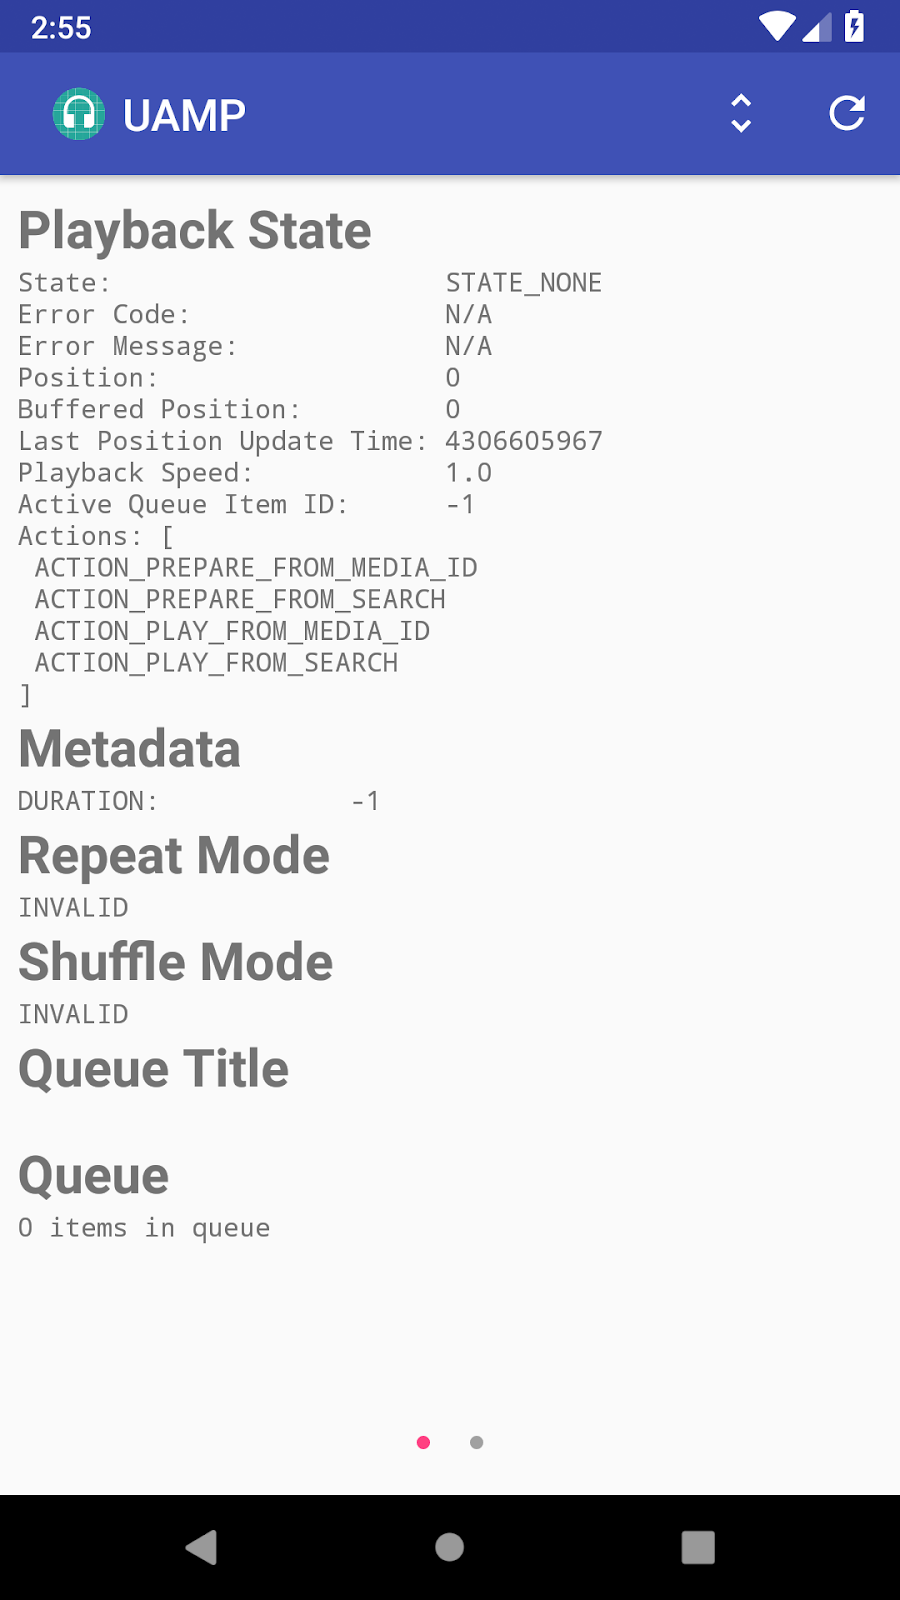 2:55
UAMP
Playback State
State: STATE_NONE
Error Code: N/A
Error Message: N/A
Position: 0
Buffered Position: 0
Last Position Update Time: 4306605967
Playback Speed: 1.0
Active Queue Item ID: -1
Actions: [
ACTION_PREPARE_FROM_MEDIA_ID
ACTION_PREPARE_FROM_SEARCH
ACTION_PLAY_FROM_MEDIA_ID
ACTION_PLAY_FROM_SEARCH
]
Metadata
DURATION: -1
Repeat Mode
INVALID
Shuffle Mode
INVALID
Queue Title
Queue
0 items in queue